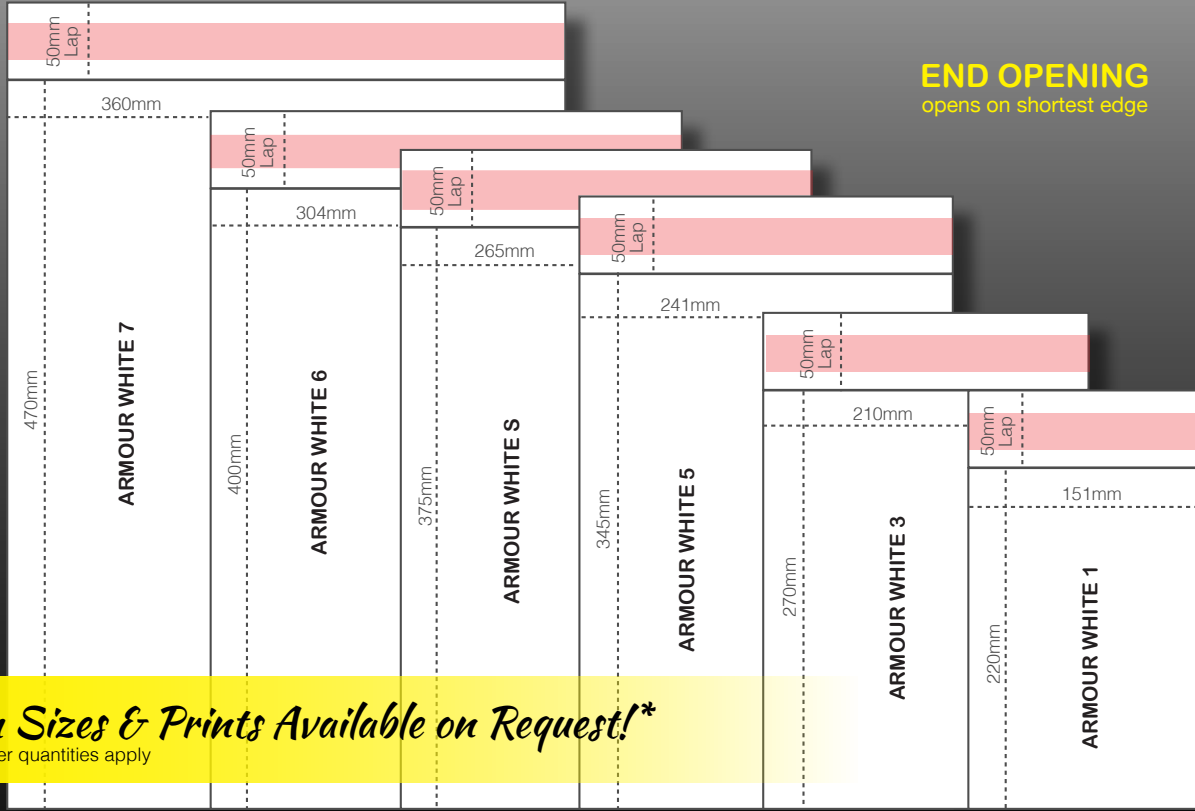 END OPENING
opens on shortest edge
50mm
Lap
360mm
470mm
ARMOUR WHITE 7
50mm
Lap
304mm
400mm
ARMOUR WHITE 6
50mm
Lap
265mm
375mm
ARMOUR WHITE S
50mm
Lap
241mm
345mm
ARMOUR WHITE 5
50mm
Lap
210mm
270mm
ARMOUR WHITE 3
50mm
Lap
151mm
220mm
ARMOUR WHITE 1
Sizes & Prints Available on Request!*
quantities apply